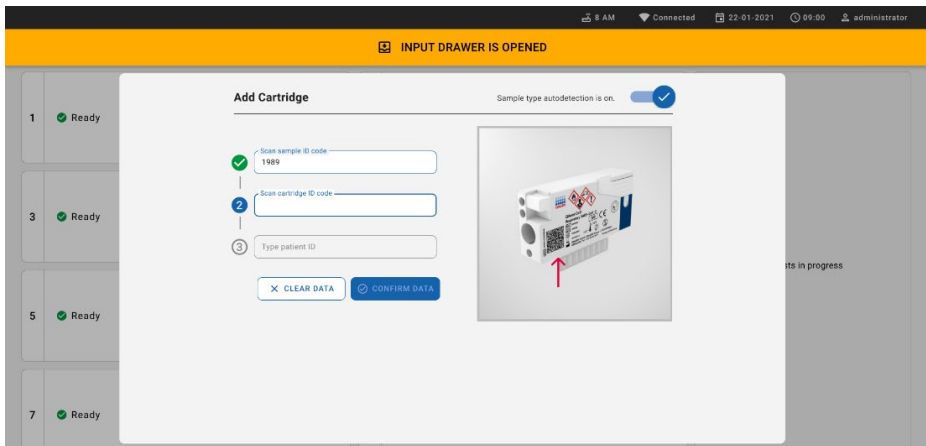 8 AM Connected 22-01-2021 09:00 administrator
INPUT DRAWER IS OPENED
Add Cartridge
Sample type autodetection is on.
1 Ready
Scan sample ID code
1989
Scan cartridge ID code
2
3 Ready
3 Type patient ID
sts in progress
CLEAR DATA
CONFIRM DATA
5 Ready
7 Ready